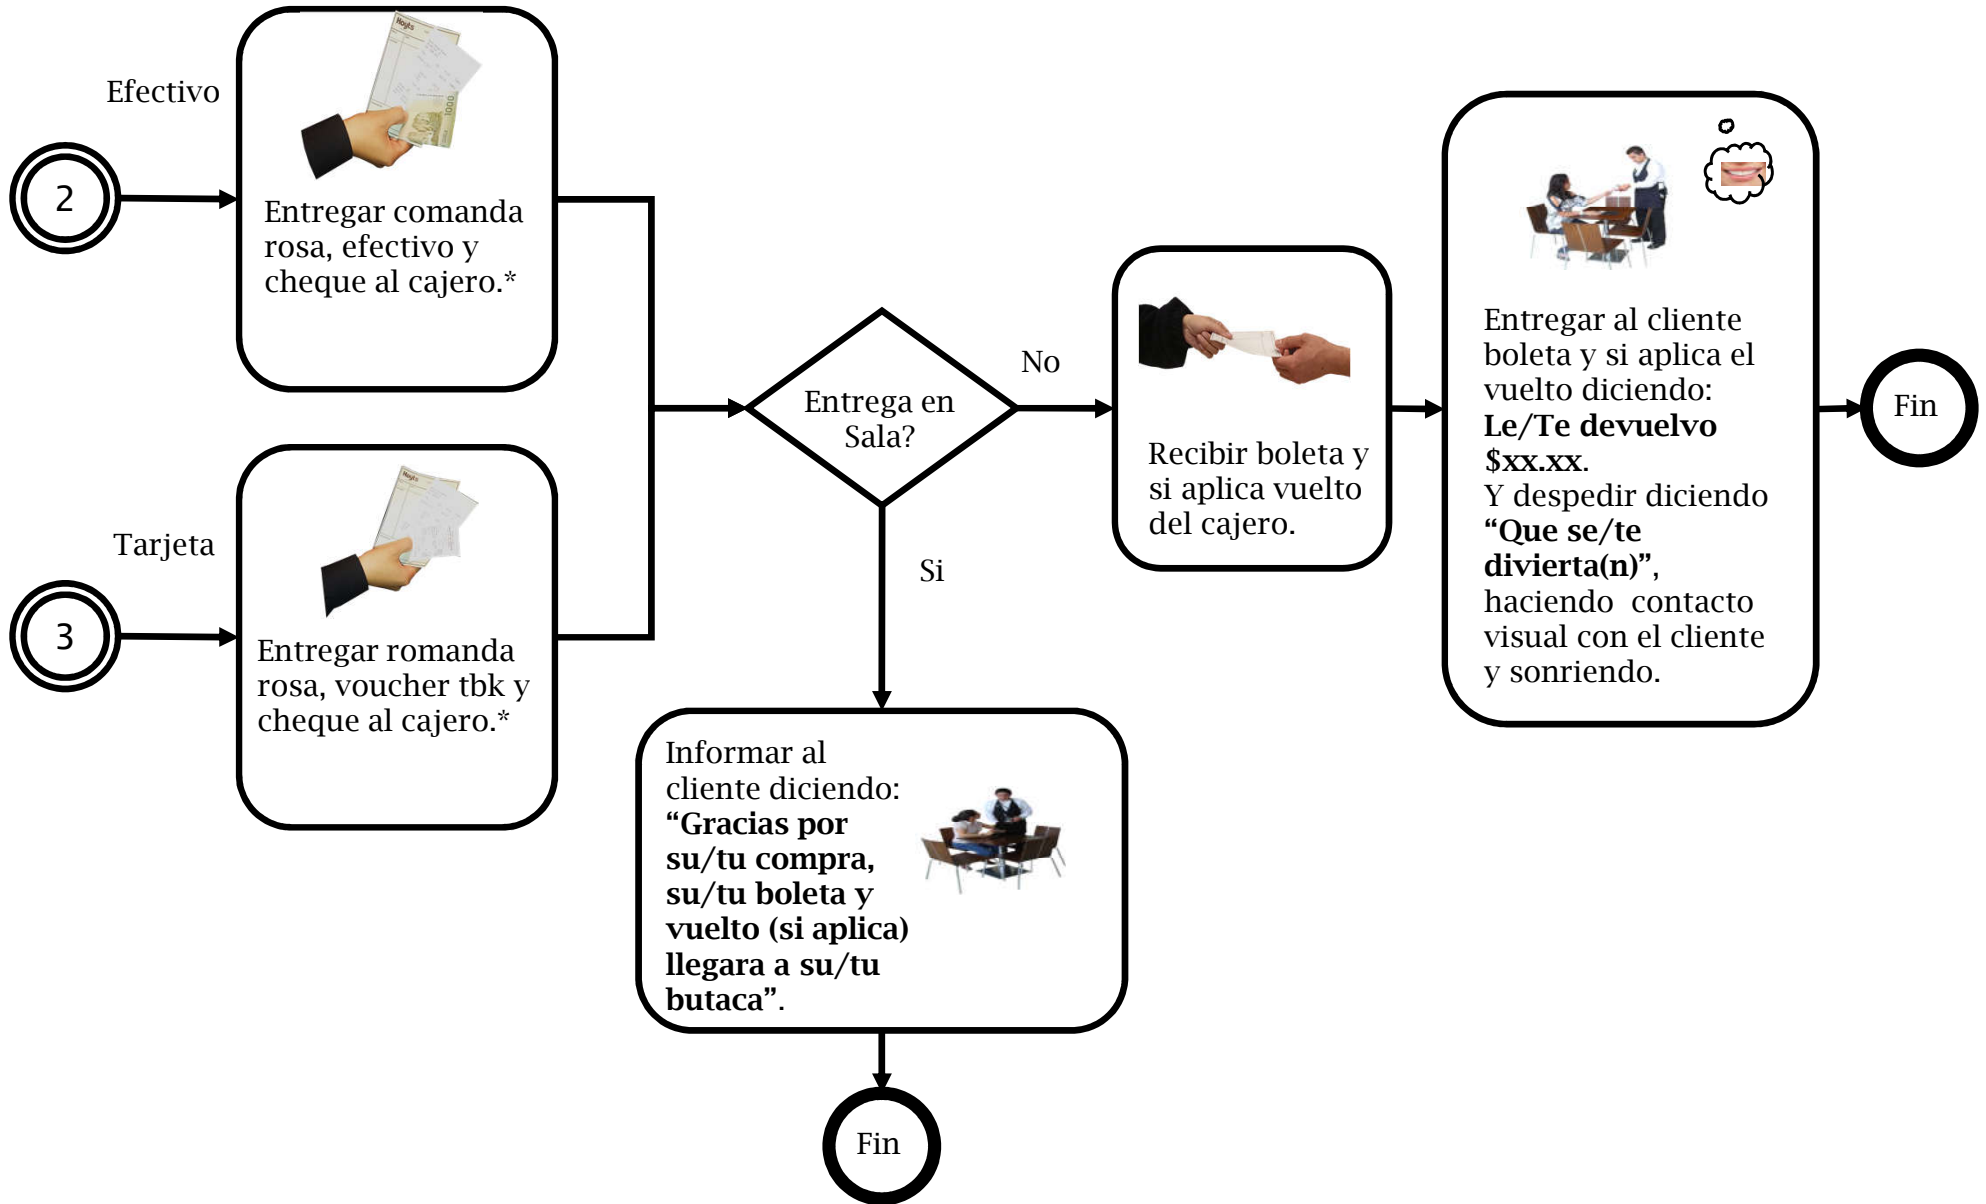 Efectivo
2
Hoyts
1000
Entregar comanda
rosa, efectivo y
cheque al cajero.*
Tarjeta
3
Hoyts
Entregar romanda
rosa, voucher tbk y
cheque al cajero.*
Entrega en
Sala?
No
Si
Recibir boleta y
si aplica vuelto
del cajero.
Entregar al cliente
boleta y si aplica el
vuelto diciendo:
Le/Te devuelvo
$xx.xx.
Y despedir diciendo
“Que se/te
divierta(n)”,
haciendo contacto
visual con el cliente
y sonriendo.
Fin
Informar al
cliente diciendo:
“Gracias por
su/tu compra,
su/tu boleta y
vuelto (si aplica)
llegara a su/tu
butaca”.
Fin